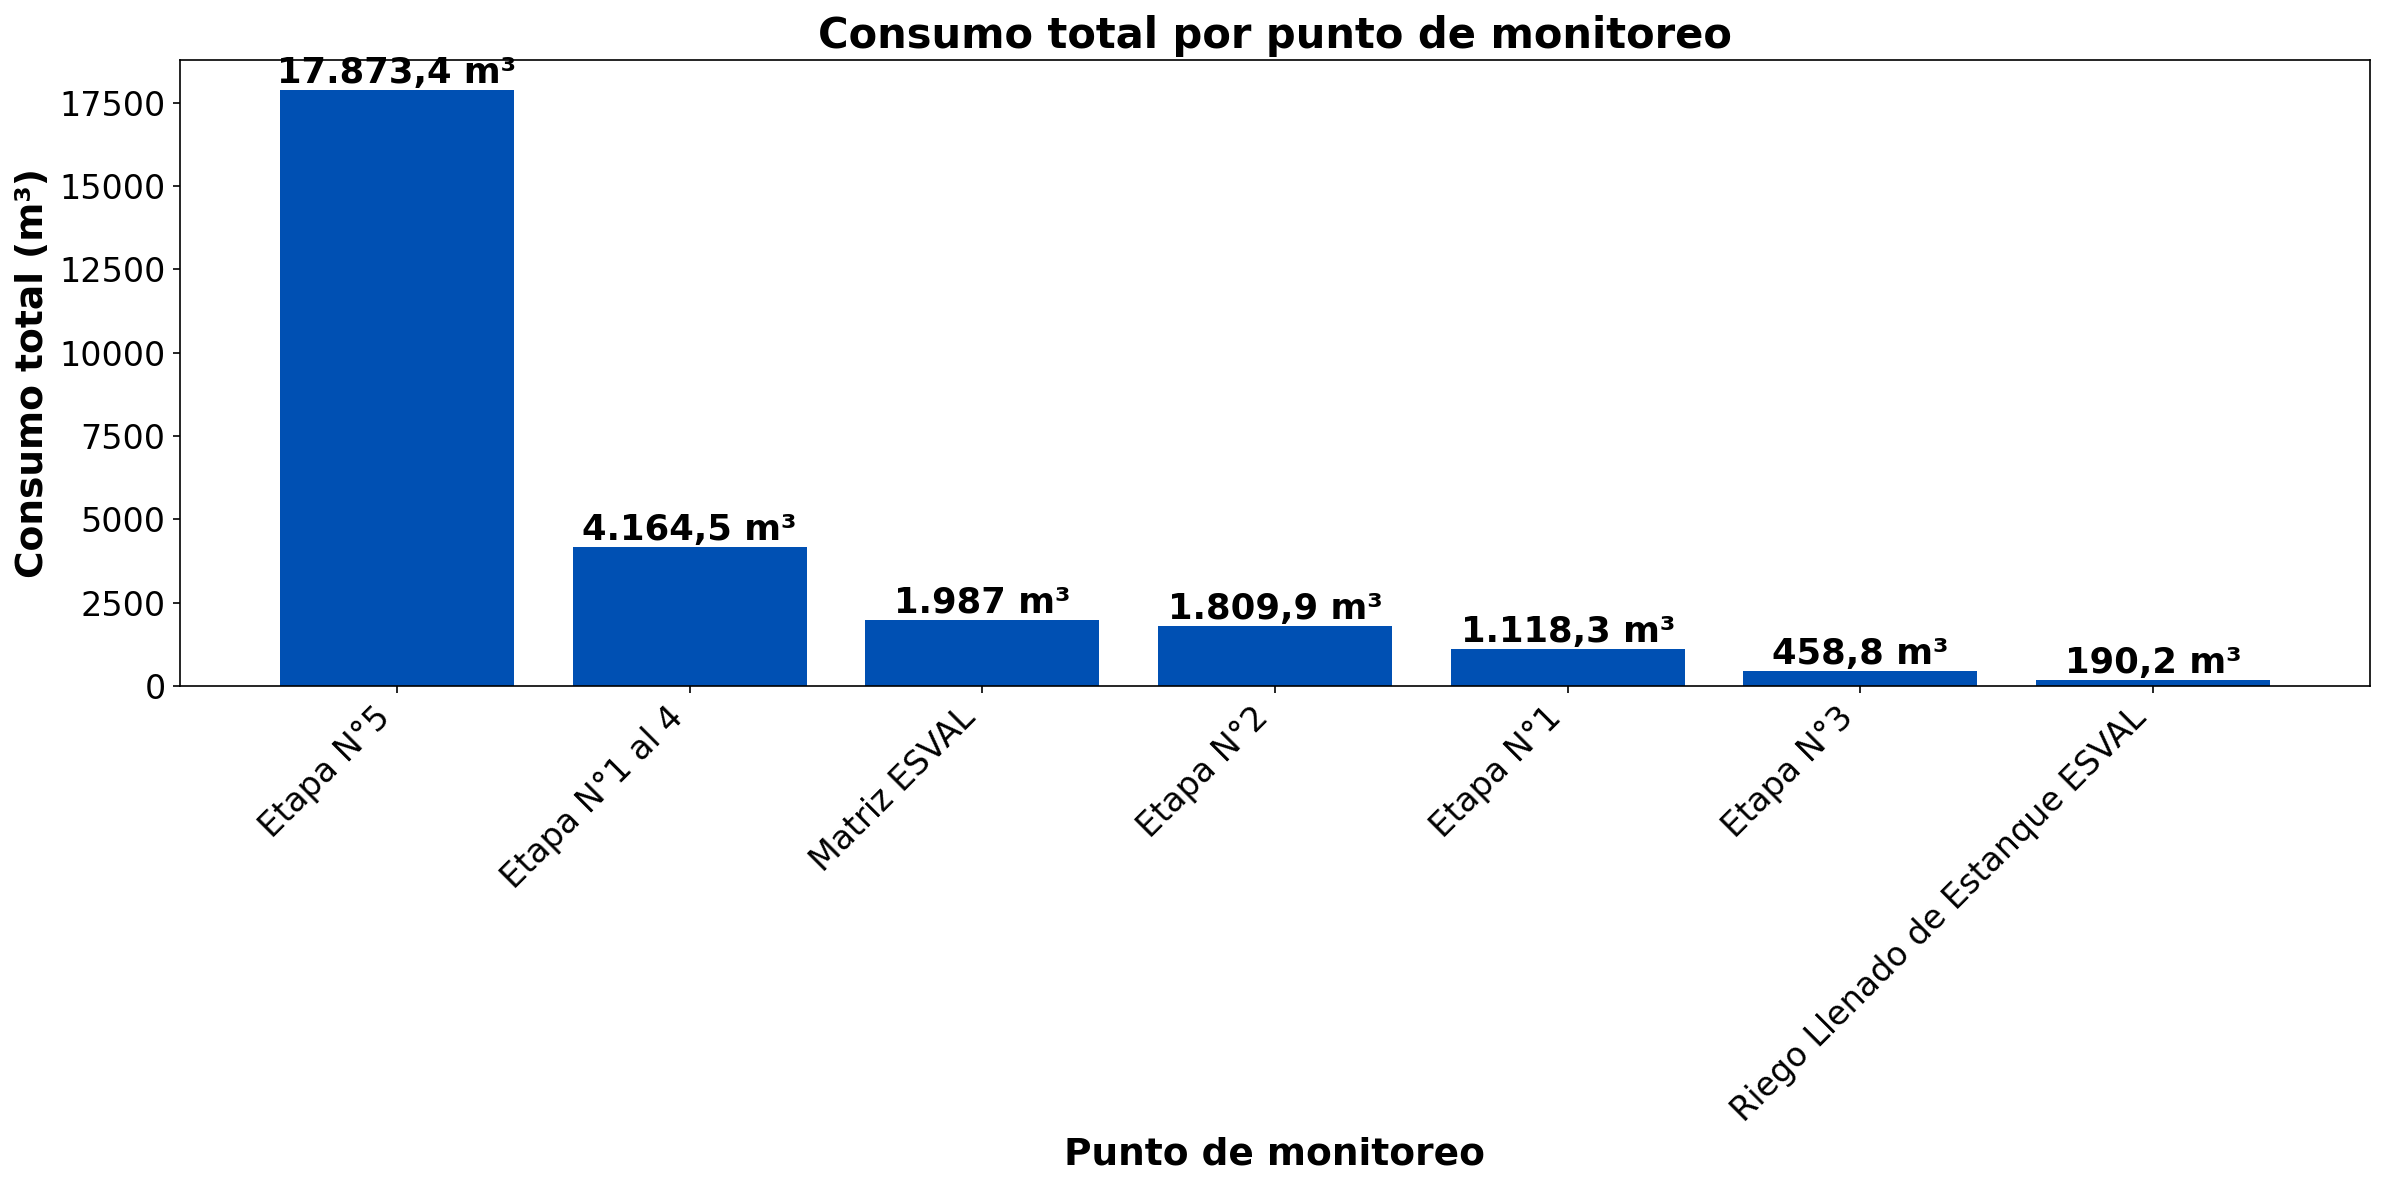 Consumo total por punto de monitoreo
17.873,4 m³
4.164,5 m³
1.987 m³
1.809,9 m³
1.118,3 m³
458,8 m³
190,2 m³
Consumo total (m³)
17500
15000
12500
10000
7500
5000
2500
0
Etapa N°5
Etapa N°1 al 4
Matriz ESVAL
Etapa N°2
Etapa N°1
Etapa N°3
Riego Llenado de Estanque ESVAL
Punto de monitoreo